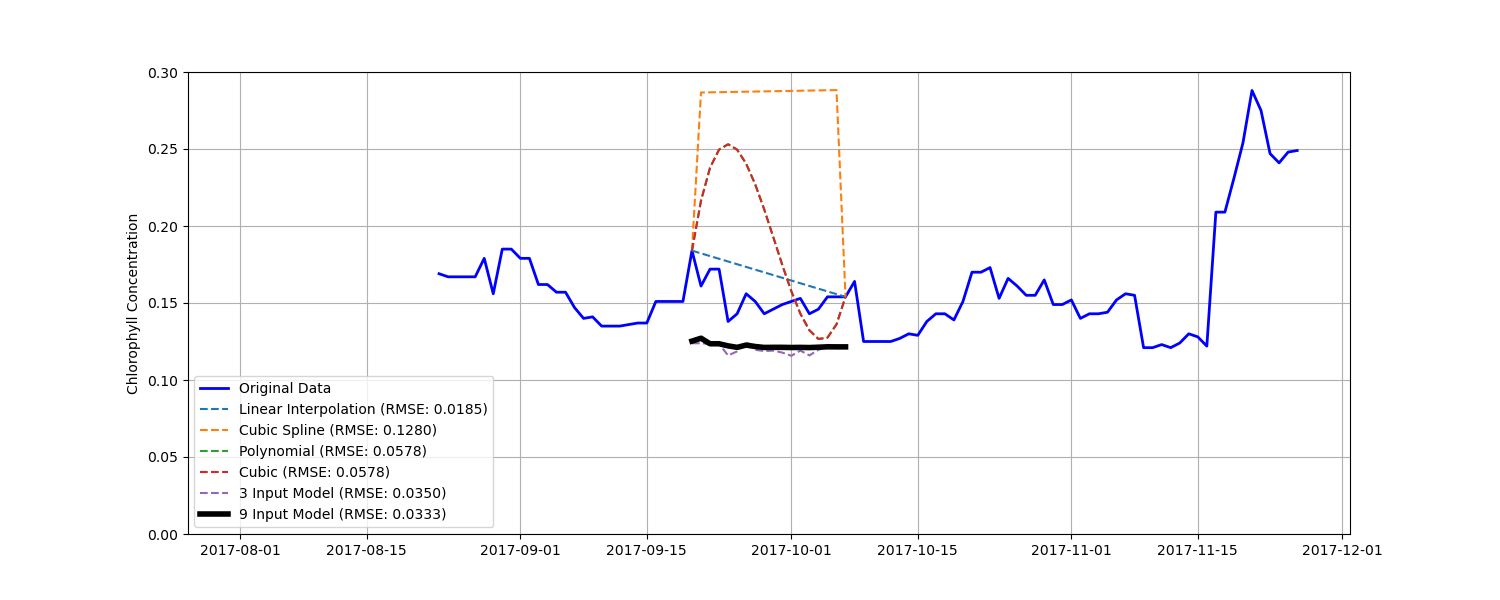 Chlorophyll Concentration
0.30
0.25
0.20
0.15
0.10
0.05
0.00
Original Data
Linear Interpolation (RMSE: 0.0185)
Cubic Spline (RMSE: 0.1280)
Polynomial (RMSE: 0.0578)
Cubic (RMSE: 0.0578)
3 Input Model (RMSE: 0.0350)
9 Input Model (RMSE: 0.0333)
2017-08-01 2017-08-15 2017-09-01 2017-09-15 2017-10-01 2017-10-15 2017-11-01 2017-11-15 2017-12-01